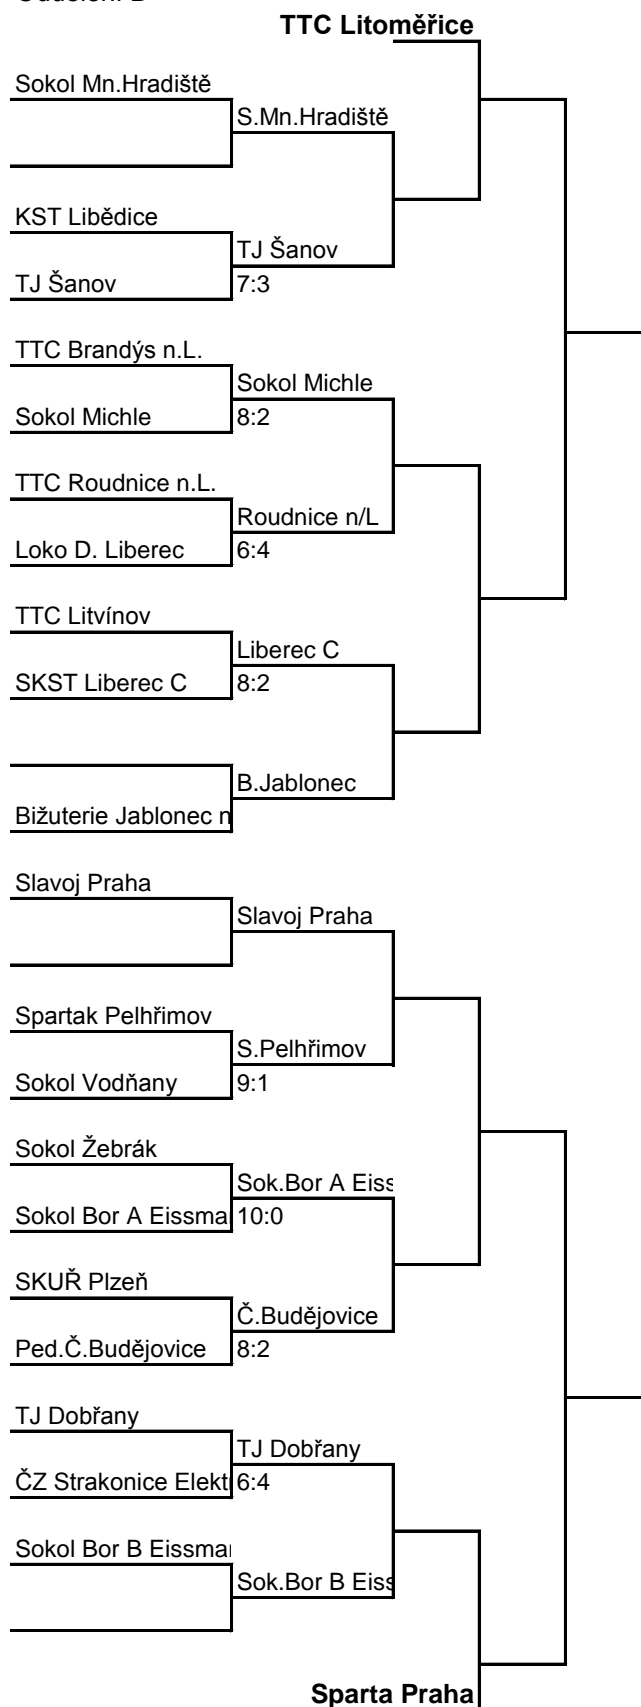 TTC Litoměřice
Sokol Mn.Hradiště
S.Mn.Hradiště
KST Libědice
TJ Šanov
TJ Šanov
7:3
TTC Brandýs n.L.
Sokol Michle
Sokol Michle
8:2
TTC Roudnice n.L.
Roudnice n/L
Loko D. Liberec
6:4
TTC Litvínov
Liberec C
SKST Liberec C
8:2
B.Jablonec
Bižuterie Jablonec n
Slavoj Praha
Slavoj Praha
Spartak Pelhřimov
S.Pelhřimov
Sokol Vodňany
9:1
Sokol Žebrák
Sok.Bor A Eiss
Sokol Bor A Eissma
10:0
SKUŘ Plzeň
Č.Budějovice
Ped.Č.Budějovice
8:2
TJ Dobřany
TJ Dobřany
ČZ Strakonice Elekt
6:4
Sokol Bor B Eissma
Sok.Bor B Eiss
Sparta Praha